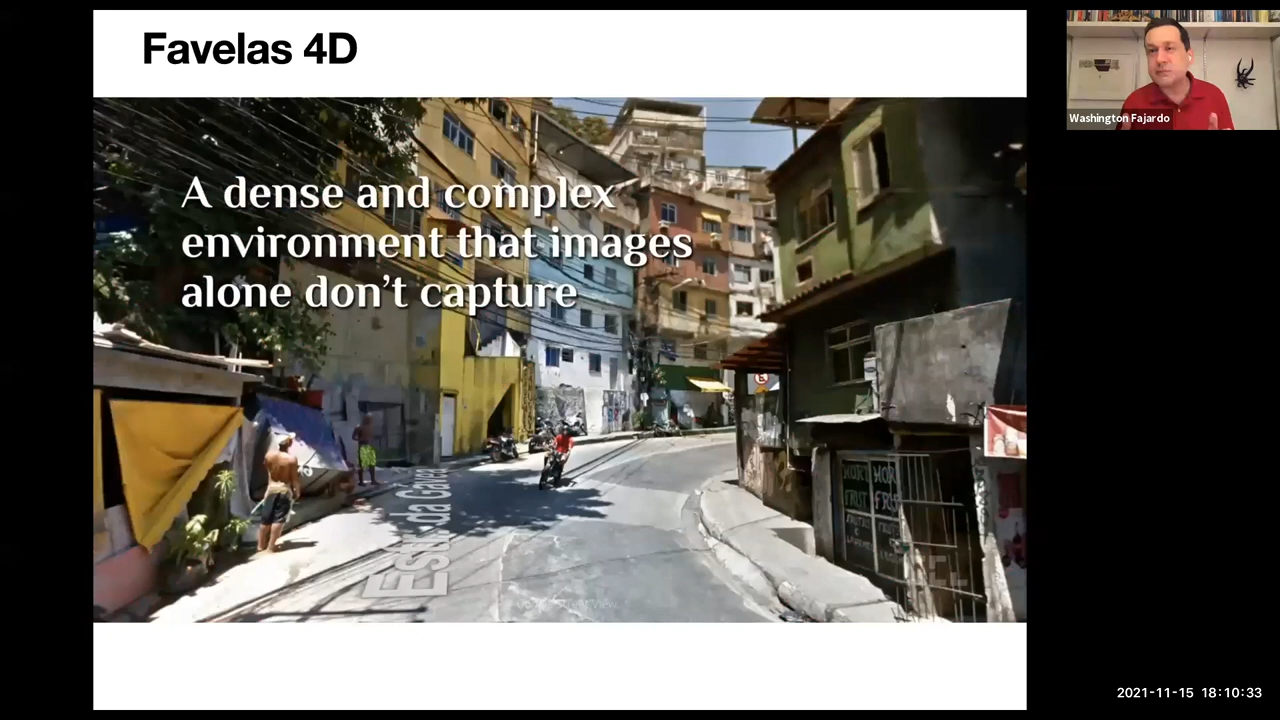 Favelas 4D
A dense and complex
environment that images
alone don’t capture
Estr. da Gávea
Washington Fajardo
2021-11-15 18:10:33